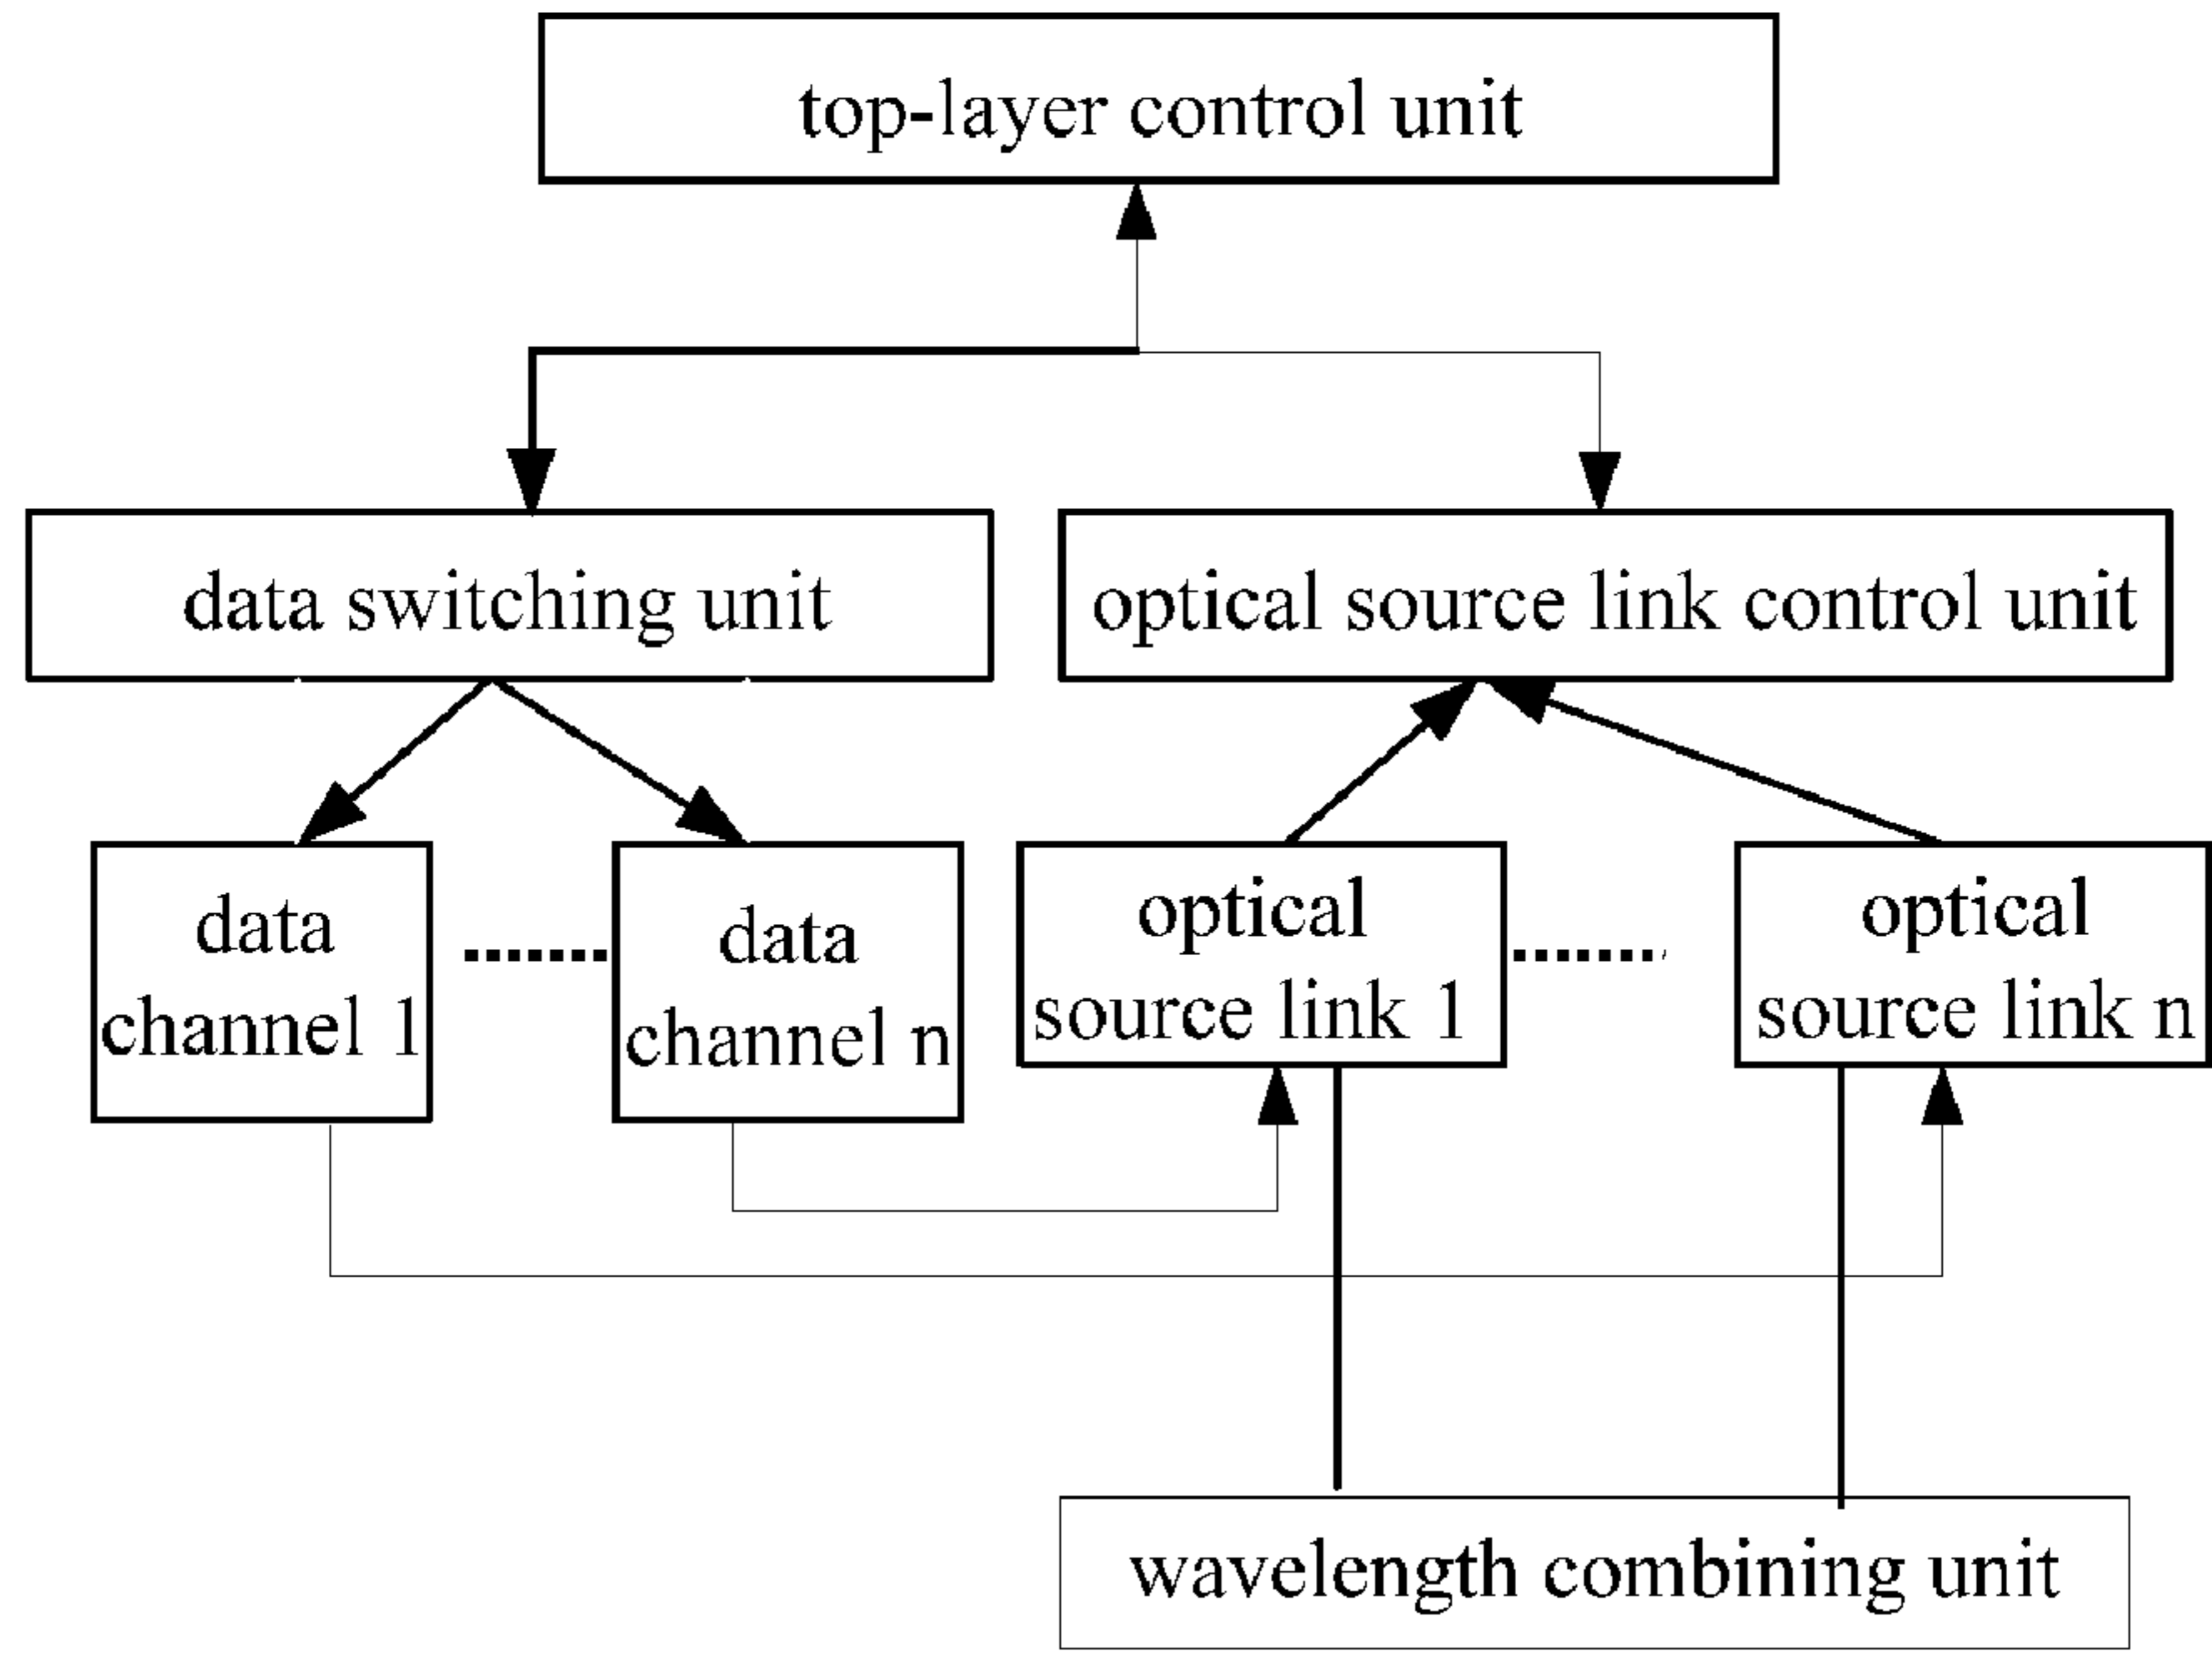 top-layer control unit
data switching unit
optical source link control unit
data
channel 1
data
channel n
optical
source link 1
optical
source link n
wavelength combining unit